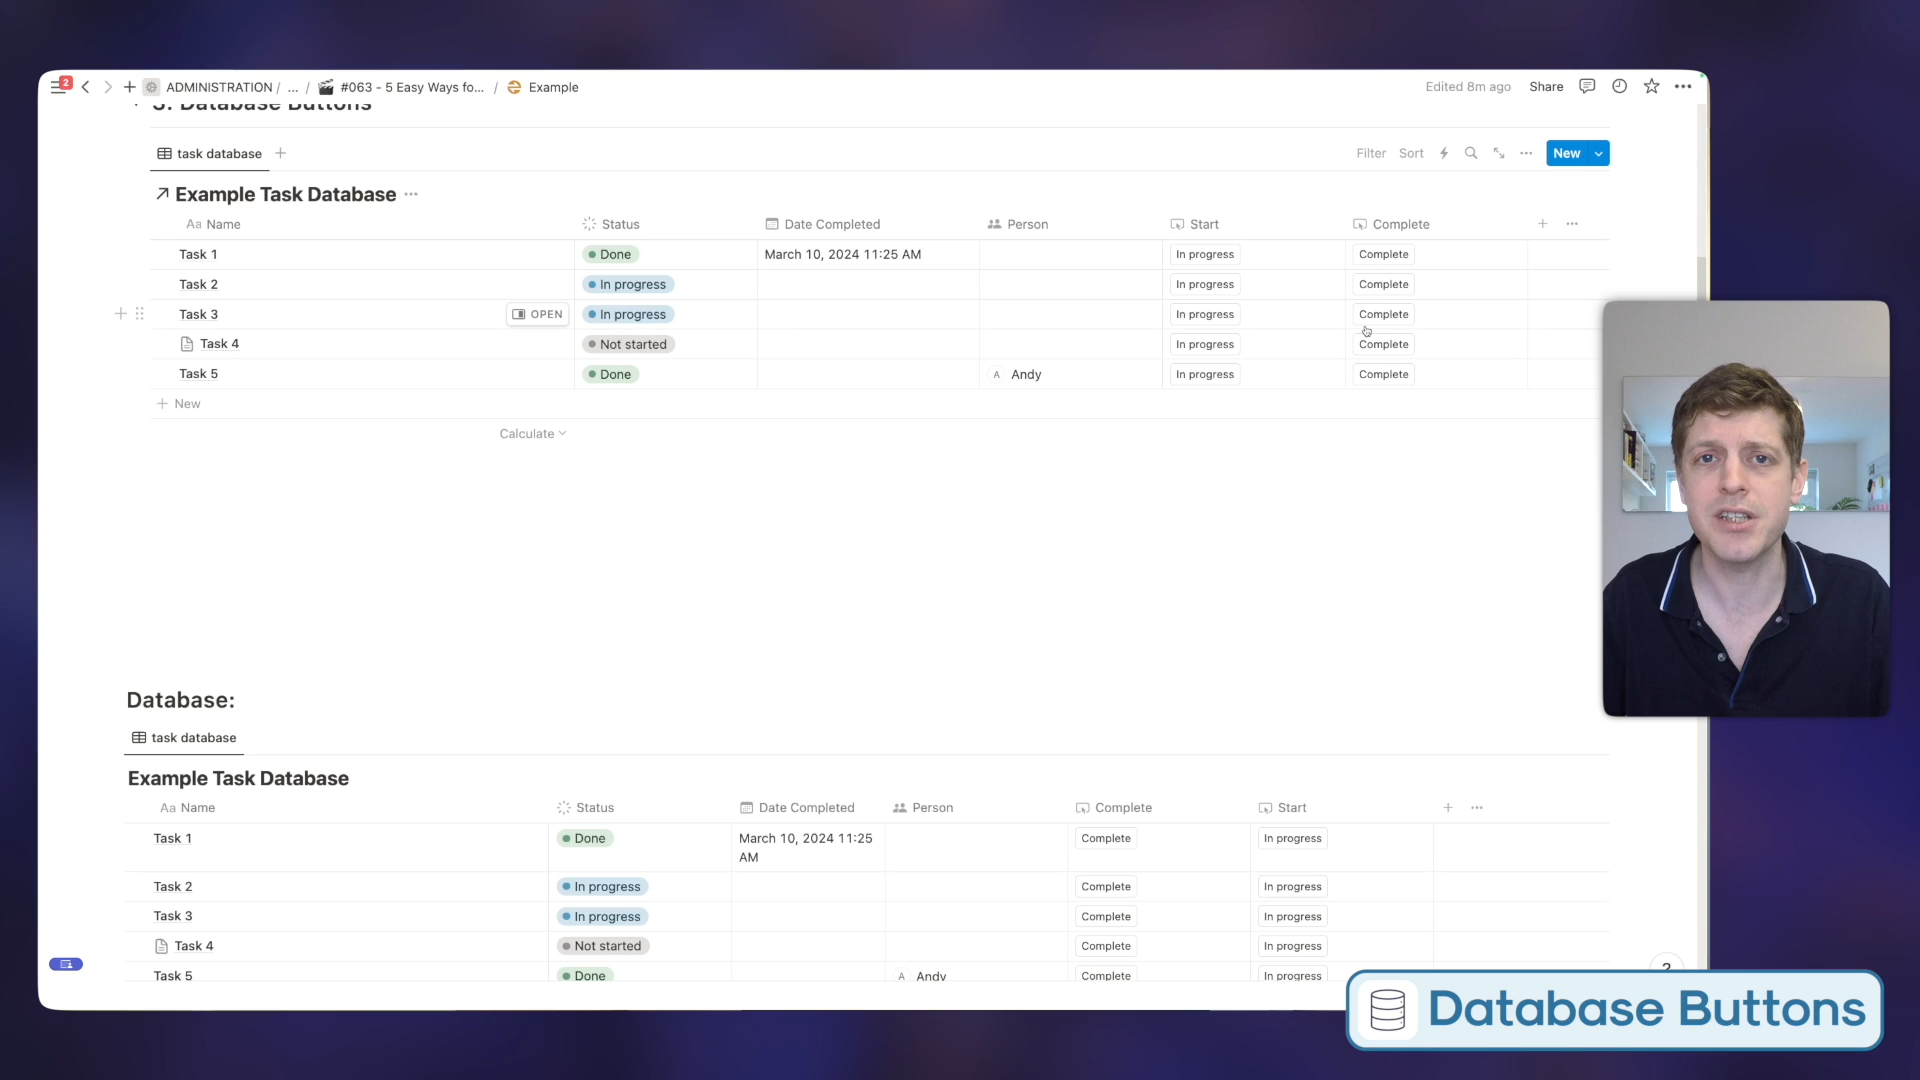 2
ADMINISTRATION / ... / #063 - 5 Easy Ways fo... / Example
Edited 8m ago Share
3. Database Buttons
task database
Filter Sort New
Example Task Database
Aa Name Status Date Completed Person Start Complete
Task 1 Done March 10, 2024 11:25 AM In progress Complete
Task 2 In progress In progress Complete
Task 3 OPEN In progress In progress Complete
Task 4 Not started In progress Complete
Task 5 Done A Andy In progress Complete
New
Calculate
Database:
task database
Example Task Database
Aa Name Status Date Completed Person Complete Start
Task 1 Done March 10, 2024 11:25 Complete In progress
AM
Task 2 In progress Complete In progress
Task 3 In progress Complete In progress
Task 4 Not started Complete In progress
Task 5 Done A Andy Complete In progress
?
Database Buttons